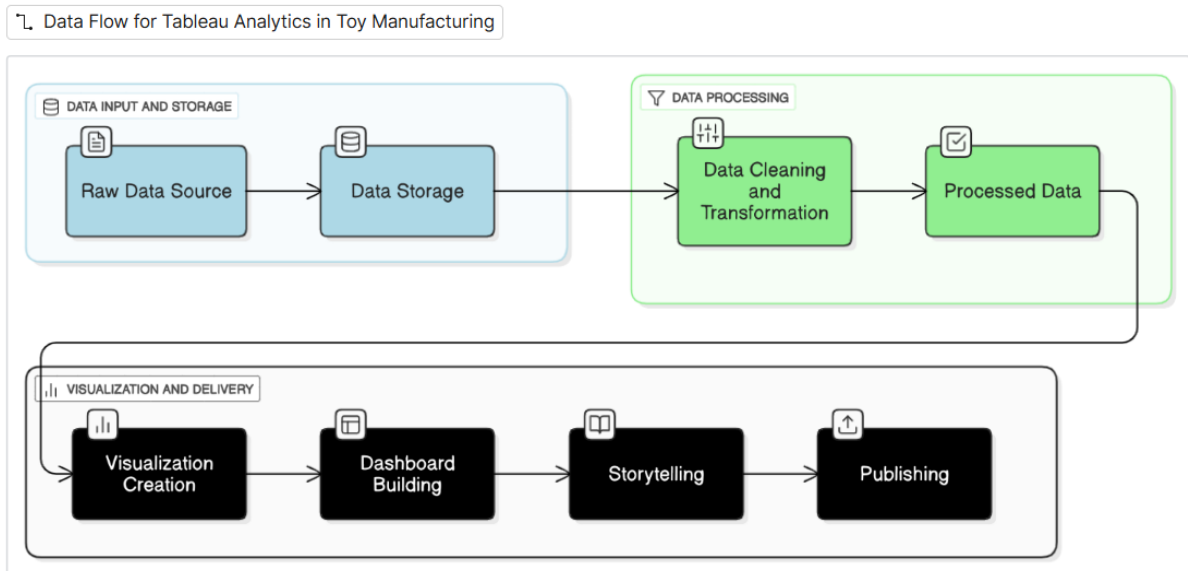 Data Flow for Tableau Analytics in Toy Manufacturing
DATA INPUT AND STORAGE
Raw Data Source
Data Storage
DATA PROCESSING
Data Cleaning
and
Transformation
Processed Data
VISUALIZATION AND DELIVERY
Visualization
Creation
Dashboard
Building
Storytelling
Publishing